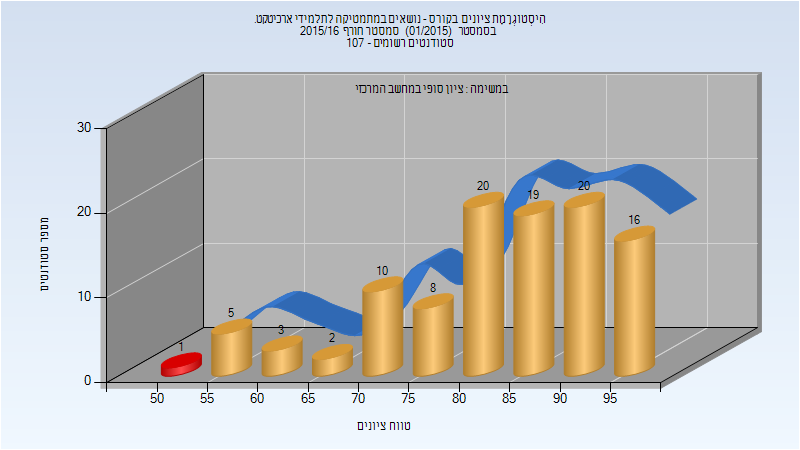 היסטוגרמת ציונים בקורס - נושאים במתמטיקה לתלמידי ארכיטקט.
בסמסטר (01/2015) סמסטר חורף 2015/16
סטודנטים רשומים - 107
במשימה : ציון סופי במחשב המרכזי
30
20
10
0
מספר סטודנטים
1
5
3
2
10
8
20
19
20
16
50 55 60 65 70 75 80 85 90 95
טווח ציונים